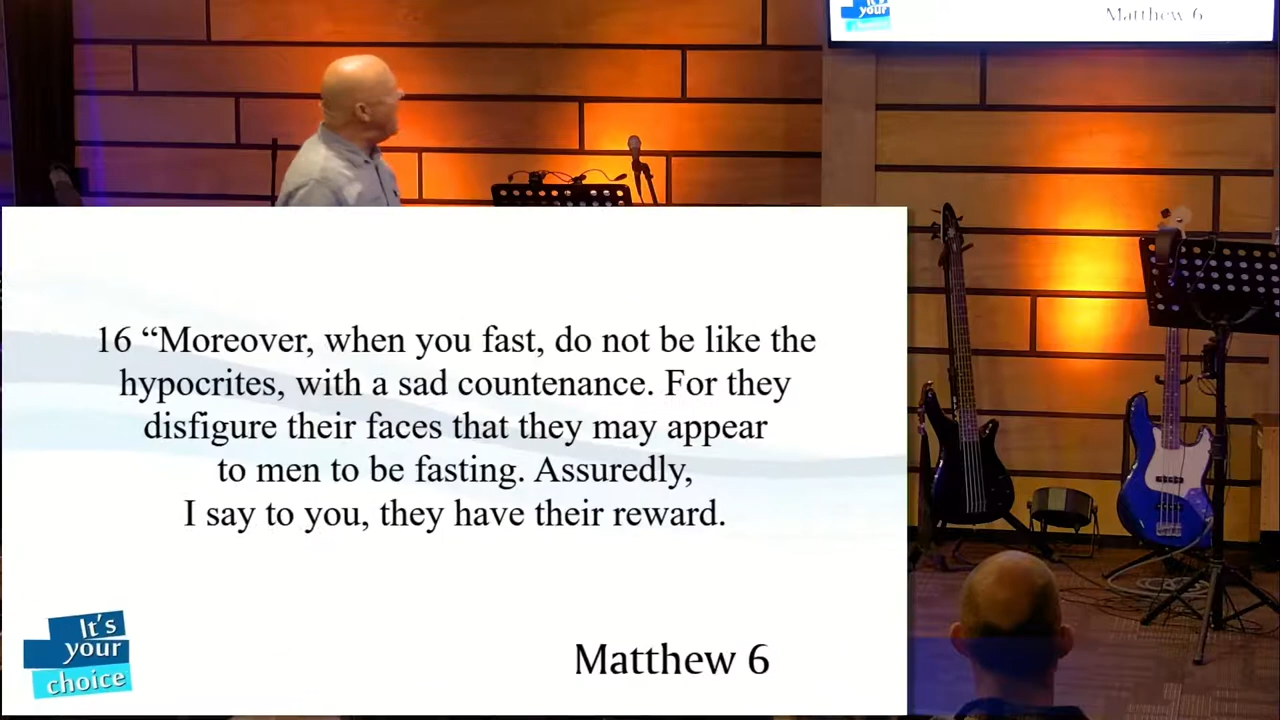 your
Matthew 6
16 “Moreover, when you fast, do not be like the
hypocrites, with a sad countenance. For they
disfigure their faces that they may appear
to men to be fasting. Assuredly,
I say to you, they have their reward.
It's
your
choice
Matthew 6